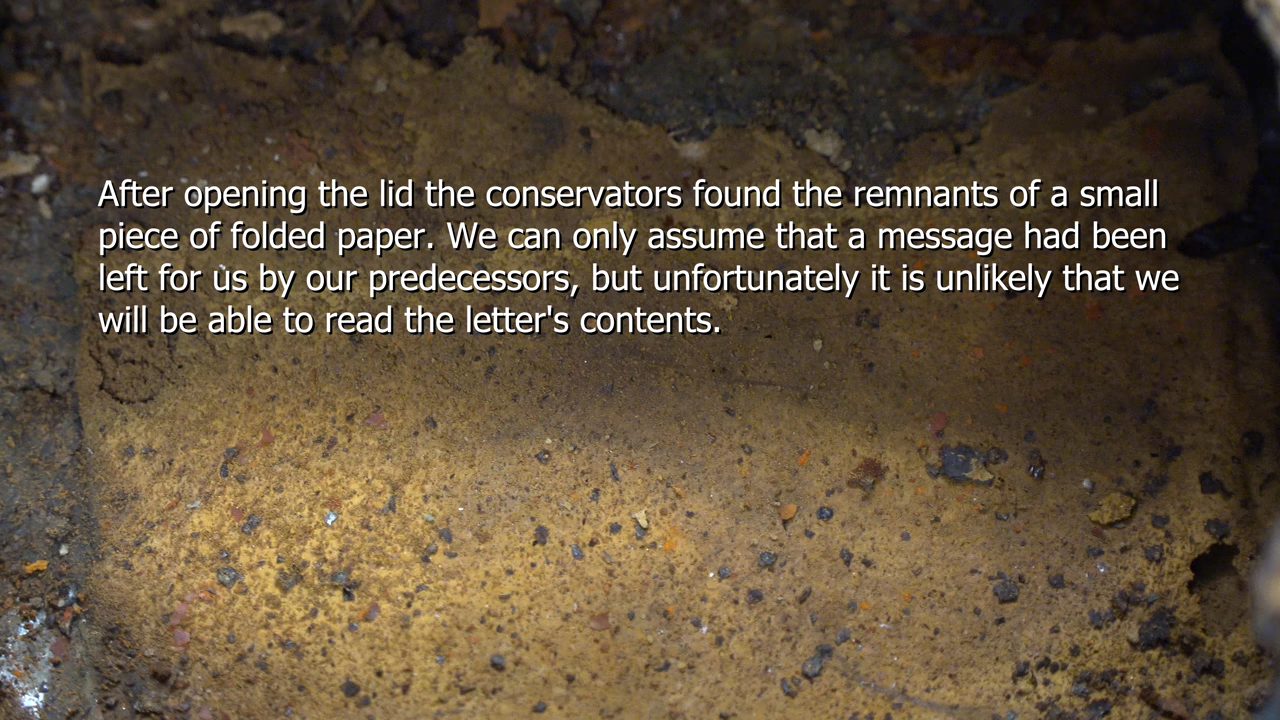 After opening the lid the conservators found the remnants of a small
piece of folded paper. We can only assume that a message had been
left for us by our predecessors, but unfortunately it is unlikely that we
will be able to read the letter's contents.